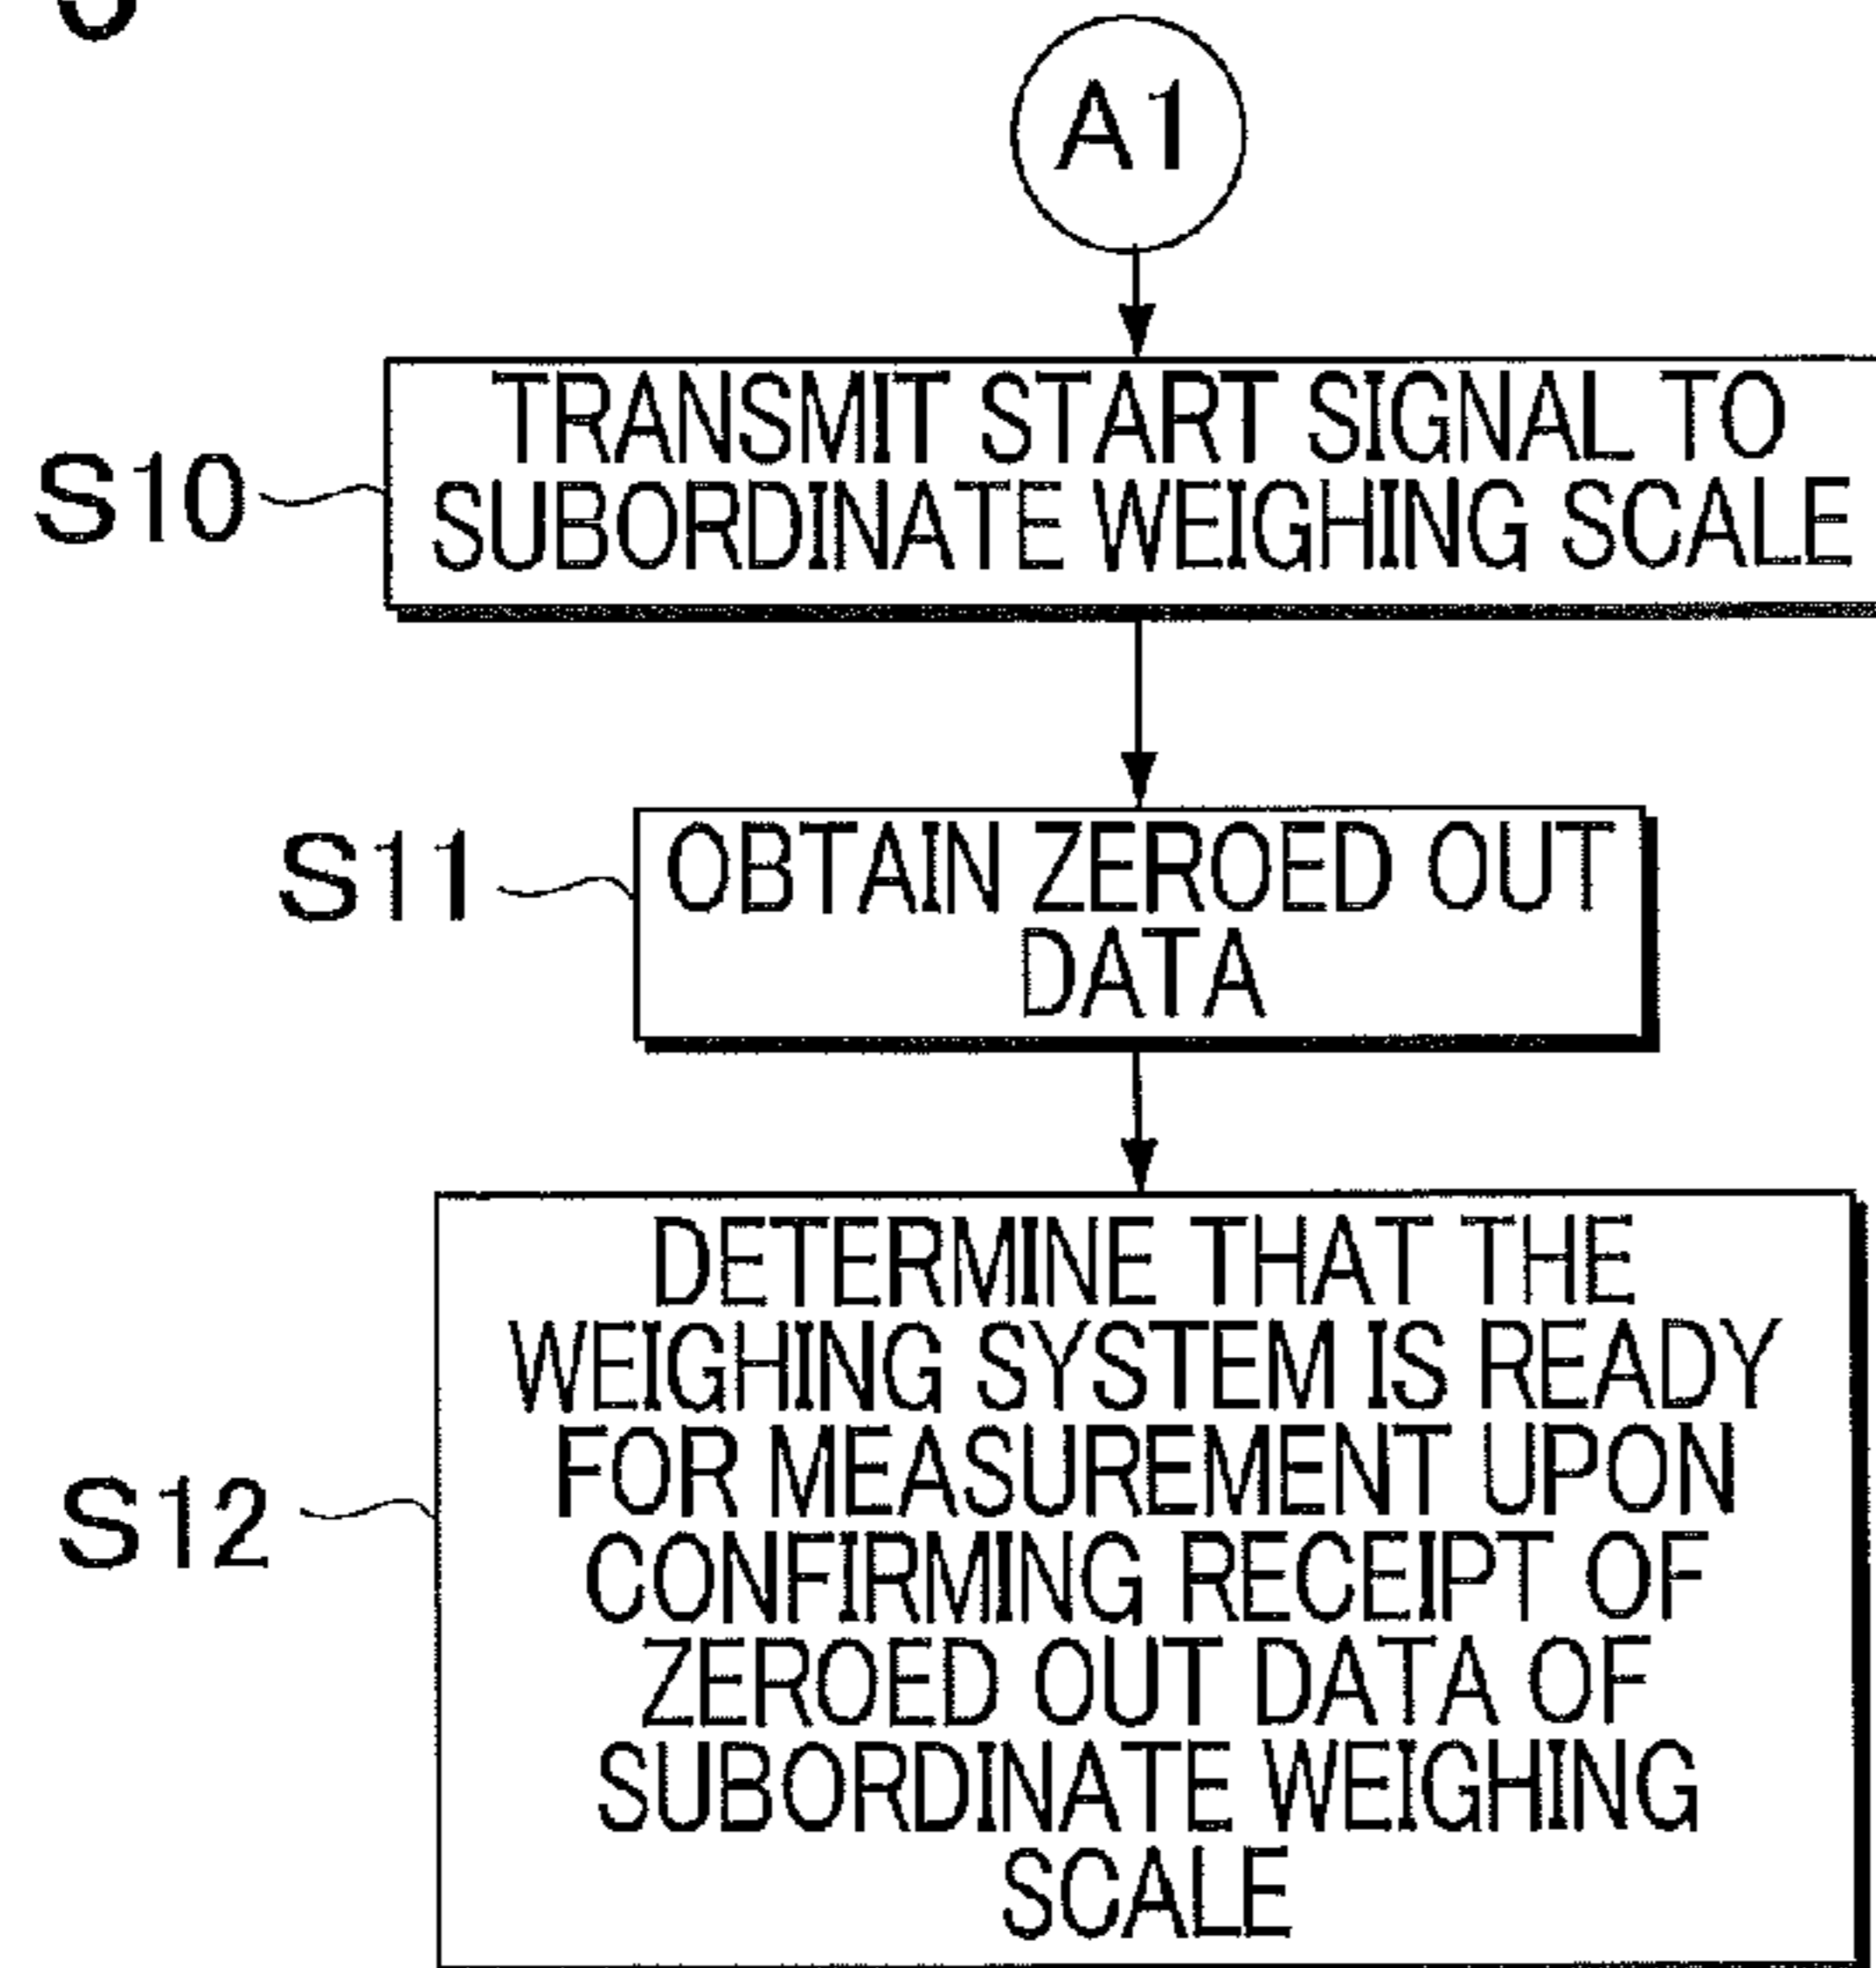 A1
S10
TRANSMIT START SIGNAL TO
SUBORDINATE WEIGHING SCALE
S11
OBTAIN ZEROED OUT
DATA
S12
DETERMINE THAT THE
WEIGHING SYSTEM IS READY
FOR MEASUREMENT UPON
CONFIRMING RECEIPT OF
ZEROED OUT DATA OF
SUBORDINATE WEIGHING
SCALE